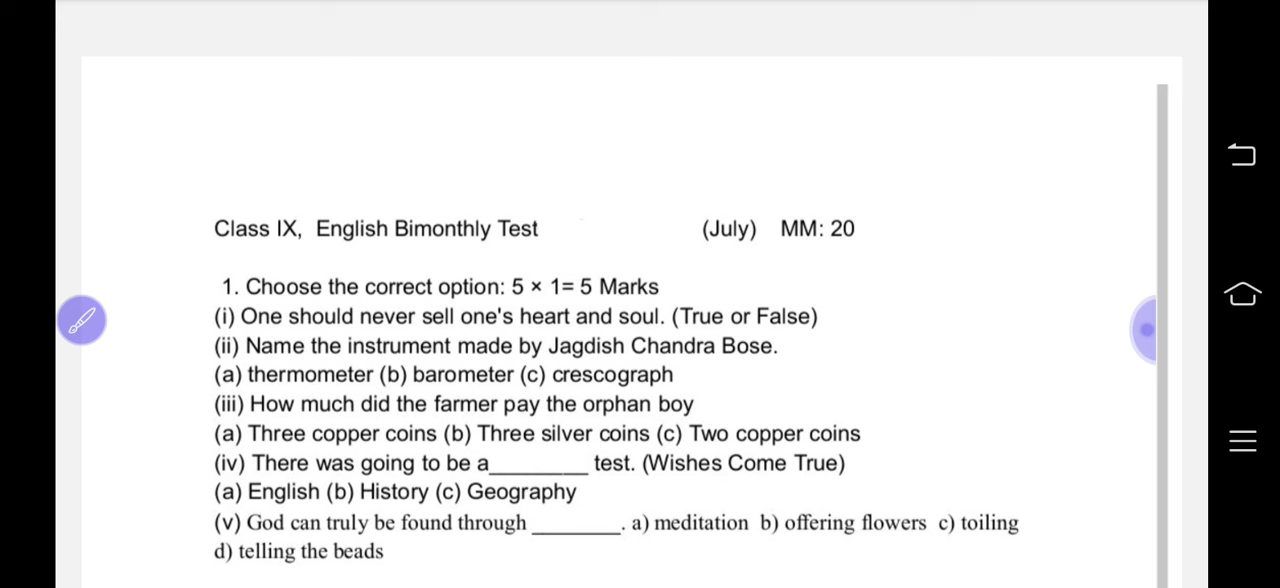 Class IX, English Bimonthly Test (July) MM: 20
1. Choose the correct option: 5 × 1= 5 Marks
(i) One should never sell one's heart and soul. (True or False)
(ii) Name the instrument made by Jagdish Chandra Bose.
(a) thermometer (b) barometer (c) crescograph
(iii) How much did the farmer pay the orphan boy
(a) Three copper coins (b) Three silver coins (c) Two copper coins
(iv) There was going to be a________ test. (Wishes Come True)
(a) English (b) History (c) Geography
(v) God can truly be found through ________. a) meditation b) offering flowers c) toiling
d) telling the beads